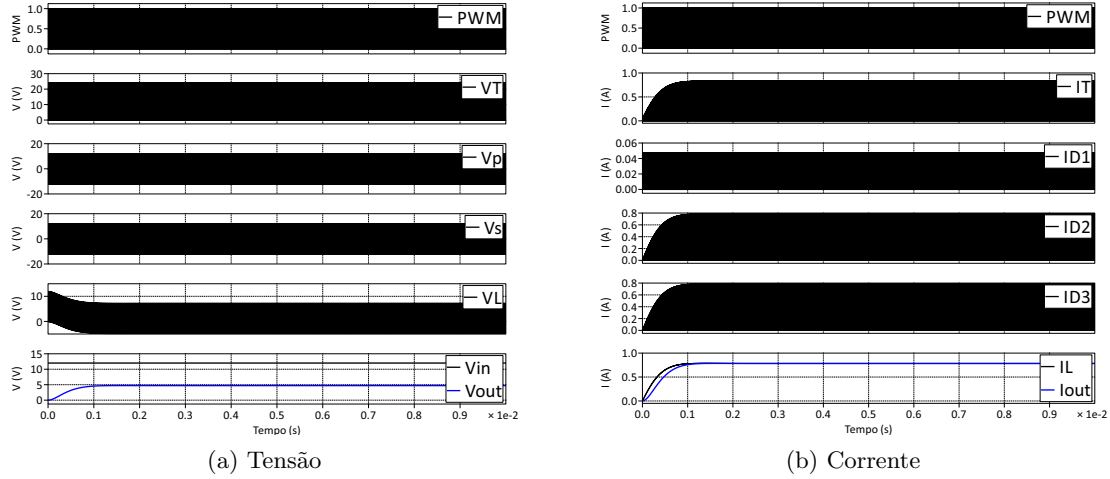 PWM
1.0
0.5
0.0
PWM
V (V)
30
20
10
0
VT
V (V)
20
0
-20
Vp
V (V)
20
0
-20
Vs
V (V)
10
0
VL
V (V)
15
10
5
0
Vin
Vout
0.0 0.1 0.2 0.3 0.4 0.5 0.6 0.7 0.8 0.9 × 1e-2
Tempo (s)
(a) Tensão
PWM
1.0
0.5
0.0
PWM
I (A)
1.0
0.5
0.0
IT
I (A)
0.06
0.04
0.02
0.00
ID1
I (A)
0.8
0.6
0.4
0.2
0.0
ID2
I (A)
0.8
0.6
0.4
0.2
0.0
ID3
I (A)
1.0
0.5
0.0
IL
Iout
0.0 0.1 0.2 0.3 0.4 0.5 0.6 0.7 0.8 0.9 × 1e-2
Tempo (s)
(b) Corrente